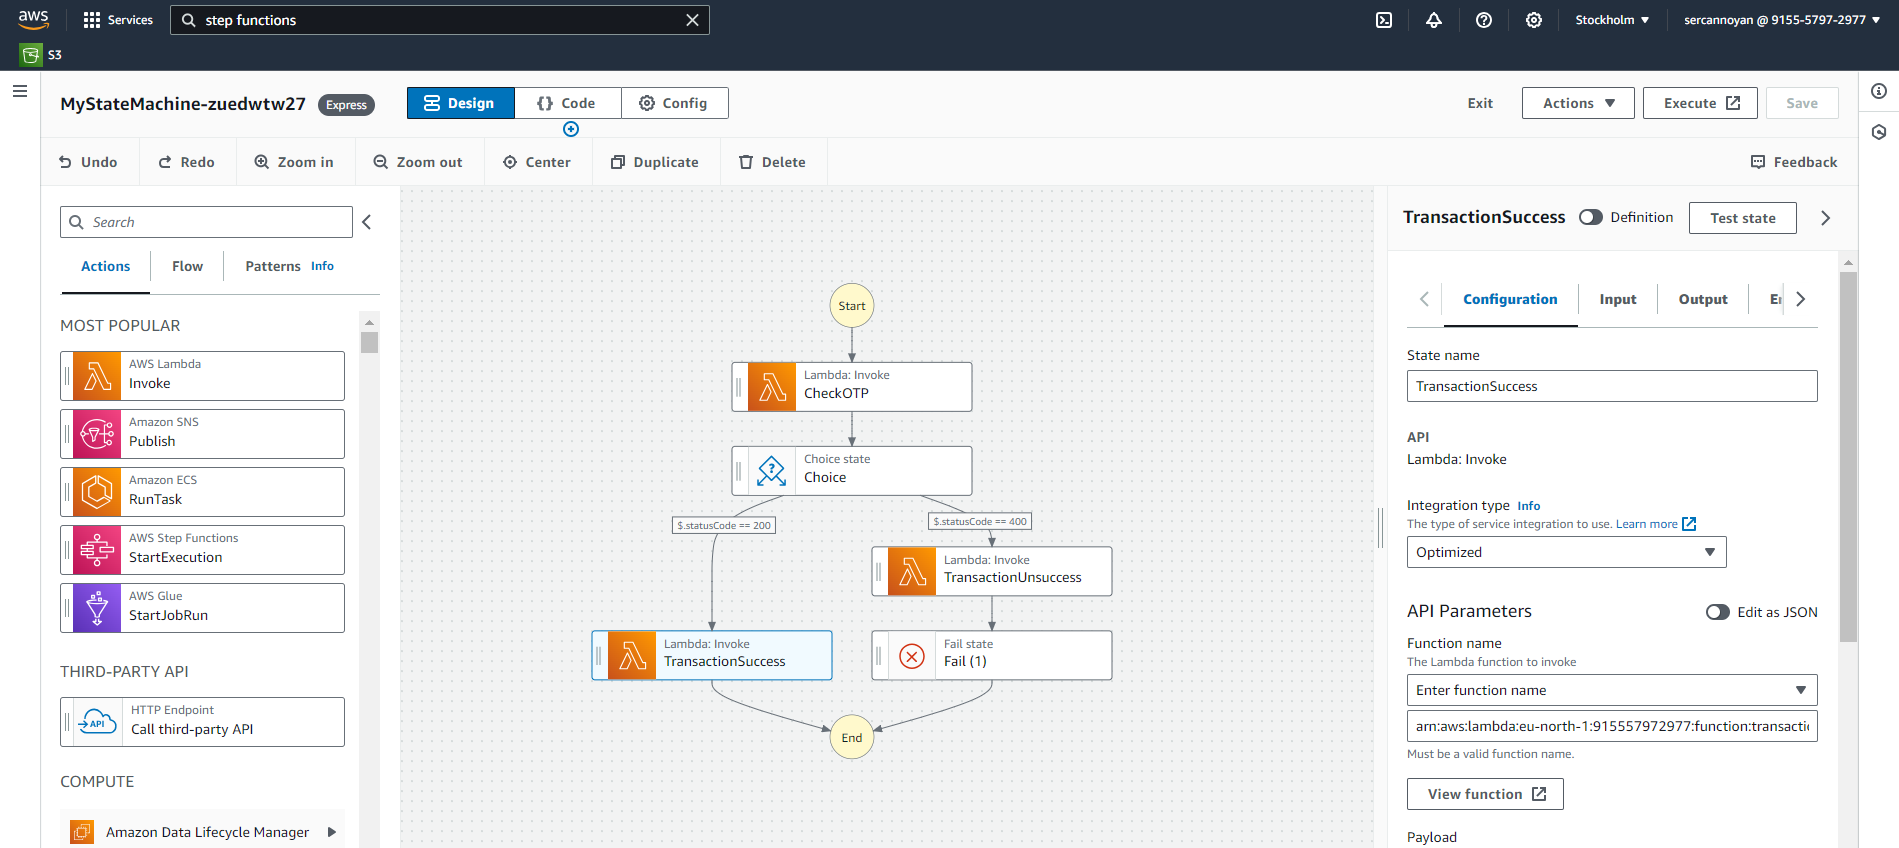 aws
Services
step functions
Stockholm
sercannoyan @ 9155-5797-2977
S3
MyStateMachine-zuedwtw27
Express
Design
{} Code
Config
Exit
Actions
Execute
Save
Undo
Redo
Zoom in
Zoom out
Center
Duplicate
Delete
Feedback
Search
Actions
Flow
Patterns
Info
MOST POPULAR
AWS Lambda
Invoke
Amazon SNS
Publish
Amazon ECS
RunTask
AWS Step Functions
StartExecution
AWS Glue
StartJobRun
THIRD-PARTY API
API
HTTP Endpoint
Call third-party API
COMPUTE
Amazon Data Lifecycle Manager
Start
Lambda: Invoke
CheckOTP
Choice state
Choice
$.statusCode == 200
$.statusCode == 400
Lambda: Invoke
TransactionUnsuccess
Lambda: Invoke
TransactionSuccess
Fail state
Fail (1)
End
TransactionSuccess
Definition
Test state
Configuration
Input
Output
State name
TransactionSuccess
API
Lambda: Invoke
Integration type Info
The type of service integration to use. Learn more
Optimized
API Parameters
Edit as JSON
Function name
The Lambda function to invoke
Enter function name
arn:aws:lambda:eu-north-1:915557972977:function:transacti
Must be a valid function name.
View function
Payload